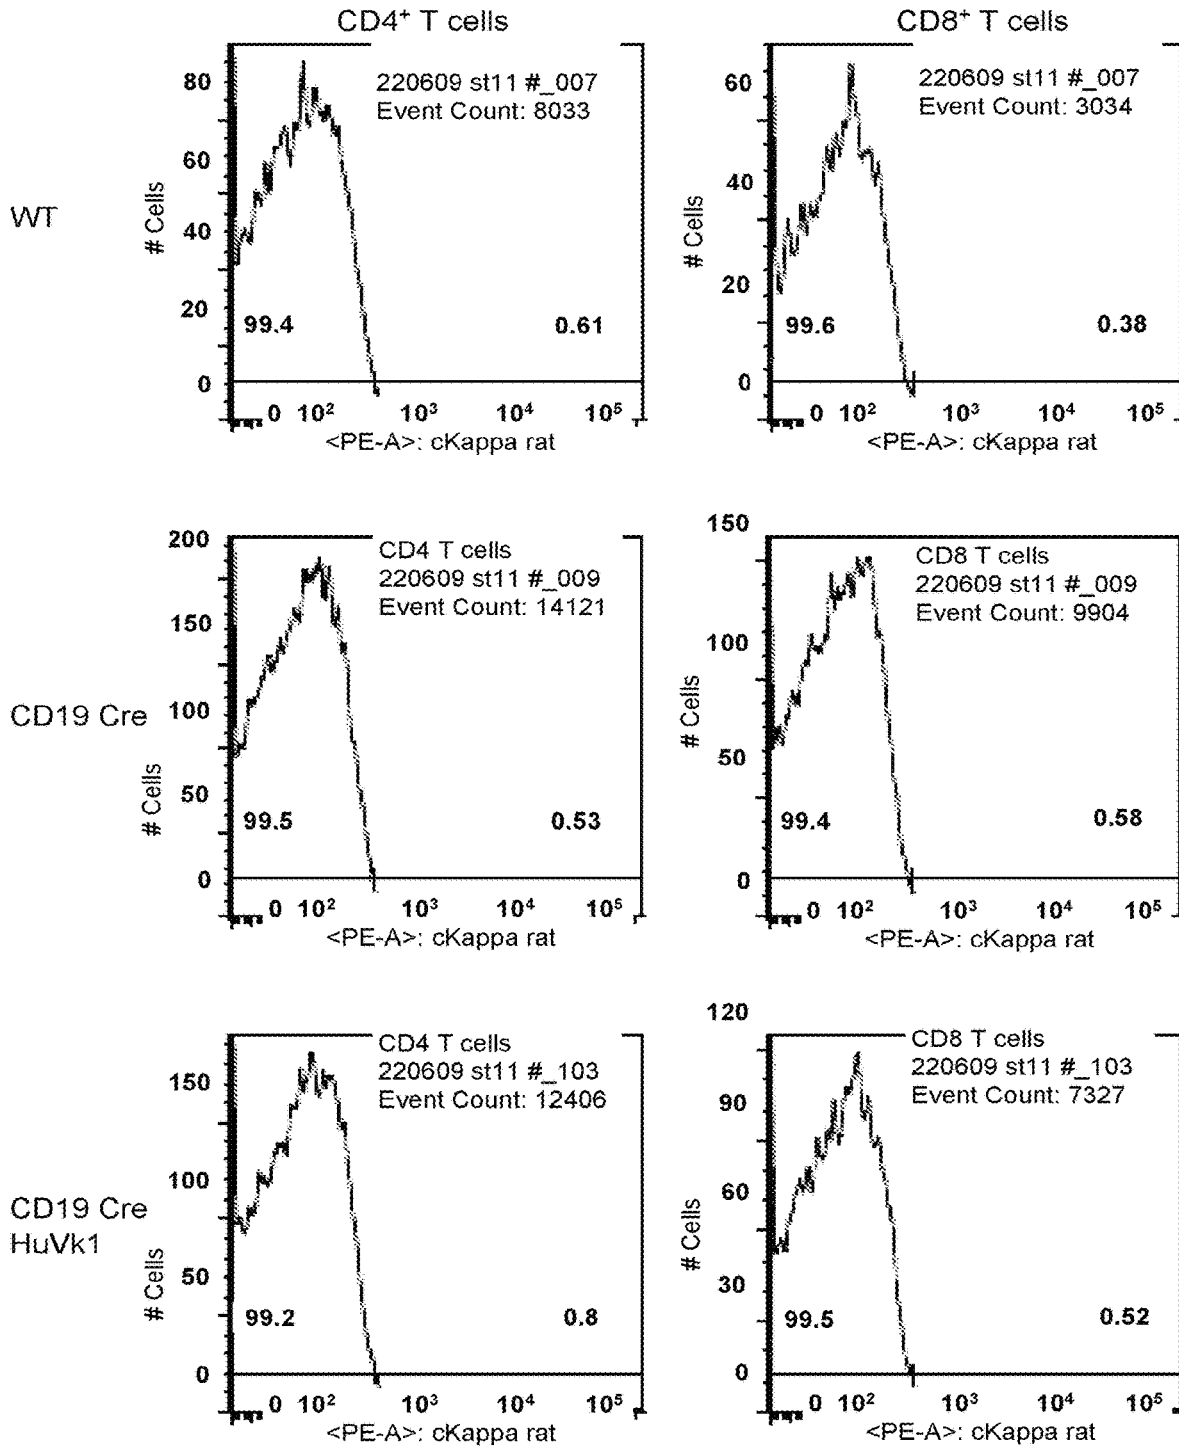 CD4⁺ T cells
CD8⁺ T cells
WT
# Cells
80
60
40
20
0
220609 st11 #_007
Event Count: 8033
99.4
0.61
0 10² 10³ 10⁴ 10⁵
<PE-A>: cKappa rat
# Cells
60
40
20
0
220609 st11 #_007
Event Count: 3034
99.6
0.38
0 10² 10³ 10⁴ 10⁵
<PE-A>: cKappa rat
CD19 Cre
# Cells
200
150
100
50
0
CD4 T cells
220609 st11 #_009
Event Count: 14121
99.5
0.53
0 10² 10³ 10⁴ 10⁵
<PE-A>: cKappa rat
# Cells
150
100
50
0
CD8 T cells
220609 st11 #_009
Event Count: 9904
99.4
0.58
0 10² 10³ 10⁴ 10⁵
<PE-A>: cKappa rat
CD19 Cre
HuVk1
# Cells
150
100
50
0
CD4 T cells
220609 st11 #_103
Event Count: 12406
99.2
0.8
0 10² 10³ 10⁴ 10⁵
<PE-A>: cKappa rat
# Cells
120
90
60
30
0
CD8 T cells
220609 st11 #_103
Event Count: 7327
99.5
0.52
0 10² 10³ 10⁴ 10⁵
<PE-A>: cKappa rat